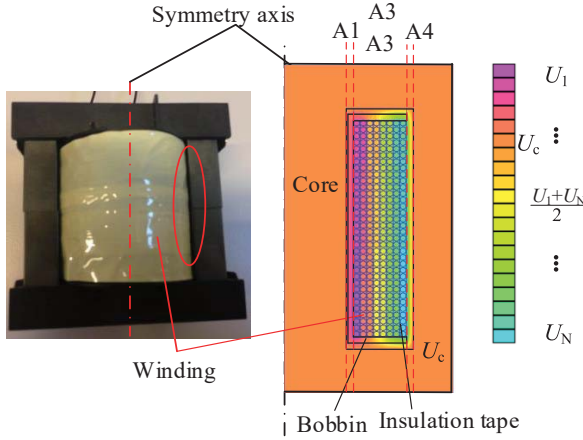 Symmetry axis
A3
A1
A3
A4
U1
Uc
Core
U1+UN
2
UN
Uc
Winding
Bobbin
Insulation tape